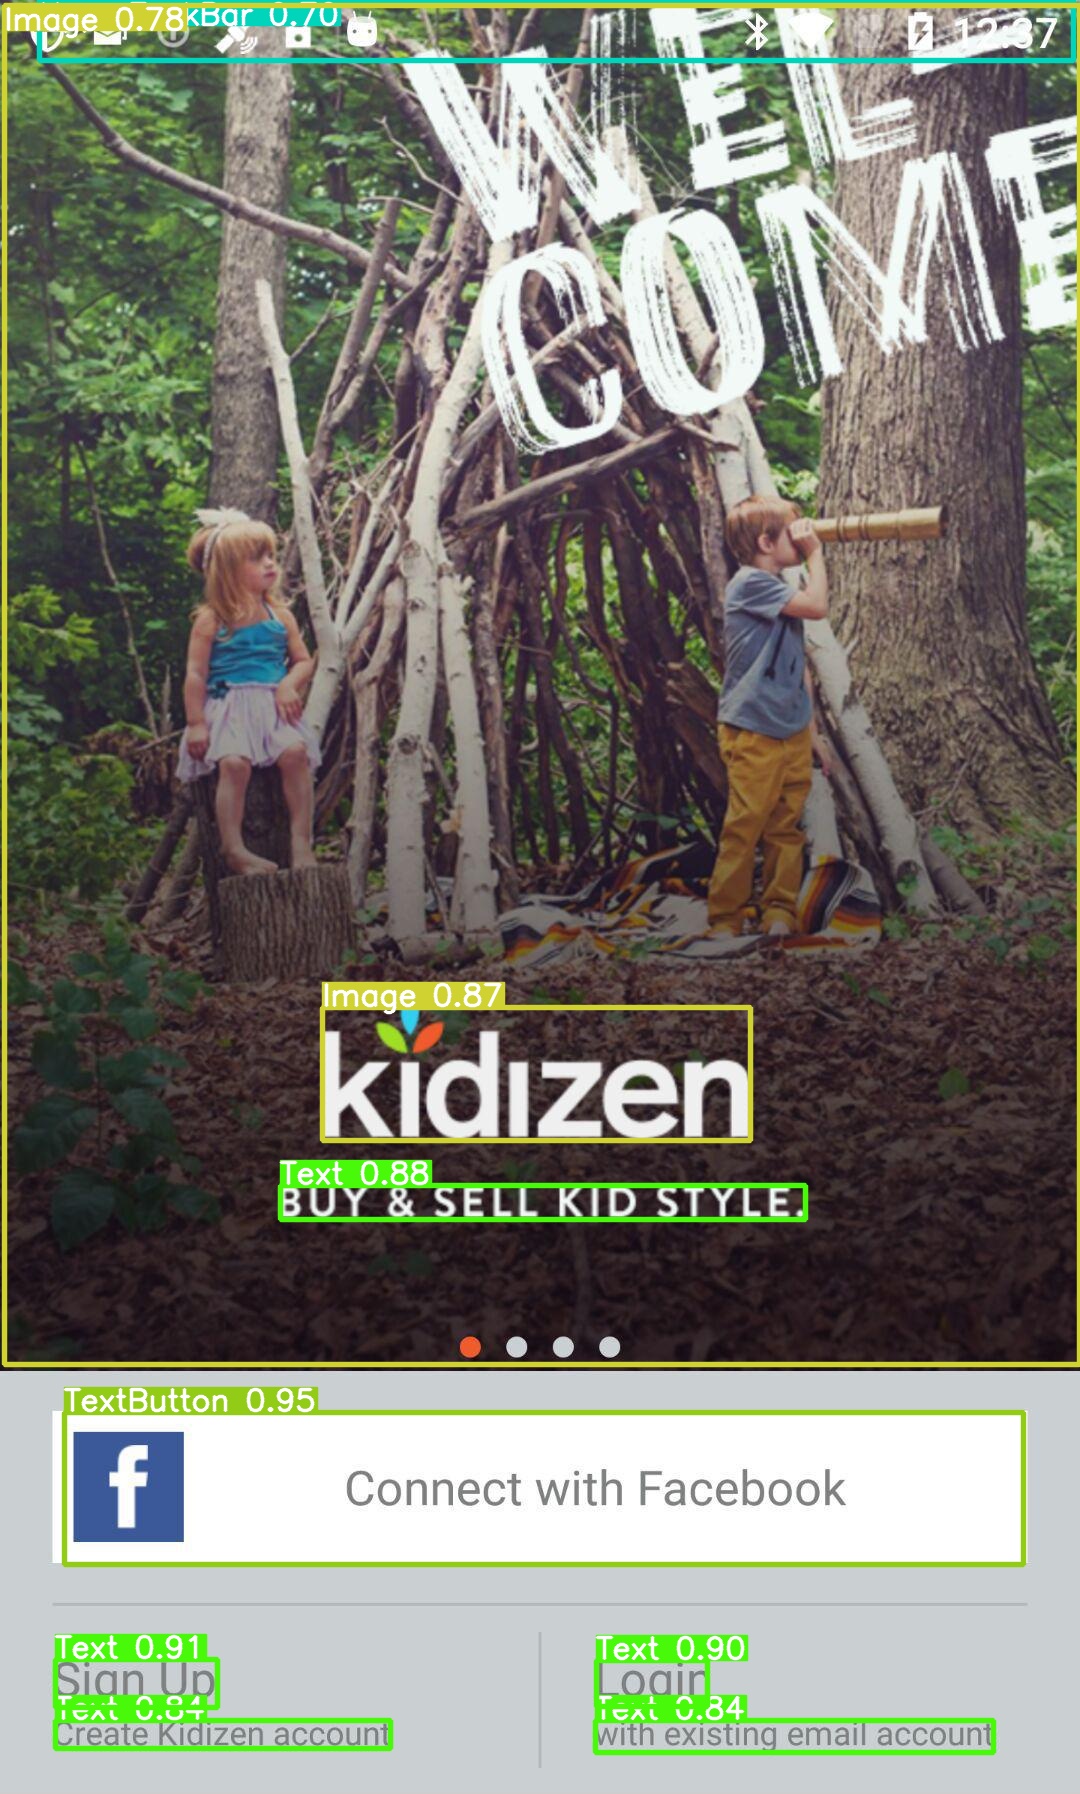 Image 0.78
kBar 0.70
12:37
WEL
COME
Image 0.87
kidizen
Text 0.88
BUY & SELL KID STYLE.
TextButton 0.95
f
Connect with Facebook
Text 0.91
Sign Up
Text 0.84
Create Kidizen account
Text 0.90
Login
Text 0.84
with existing email account